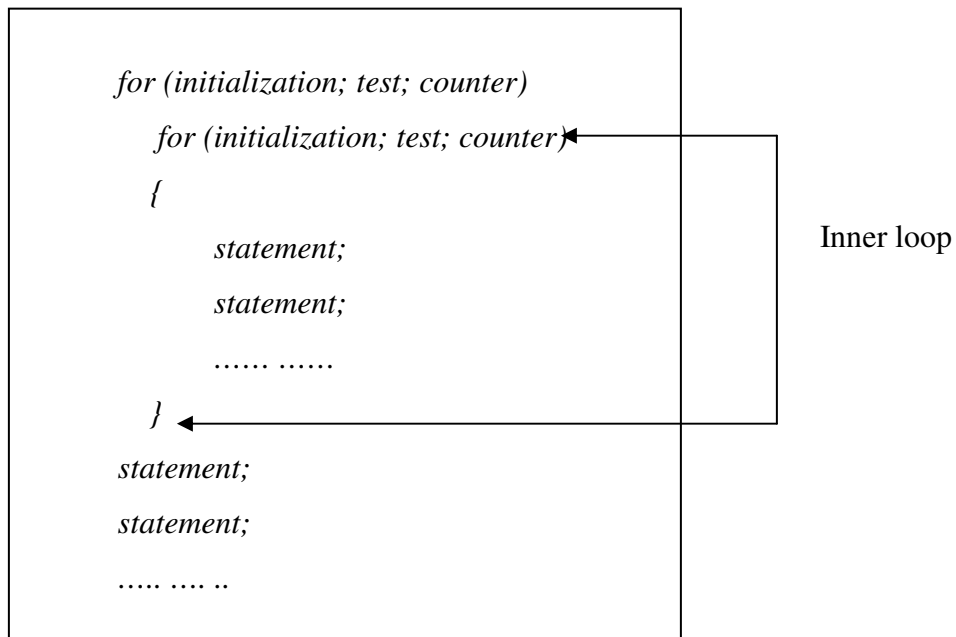 for (initialization; test; counter)
for (initialization; test; counter)
{
statement;
statement;
…… ……
}
statement;
statement;
….. …. ..
Inner loop